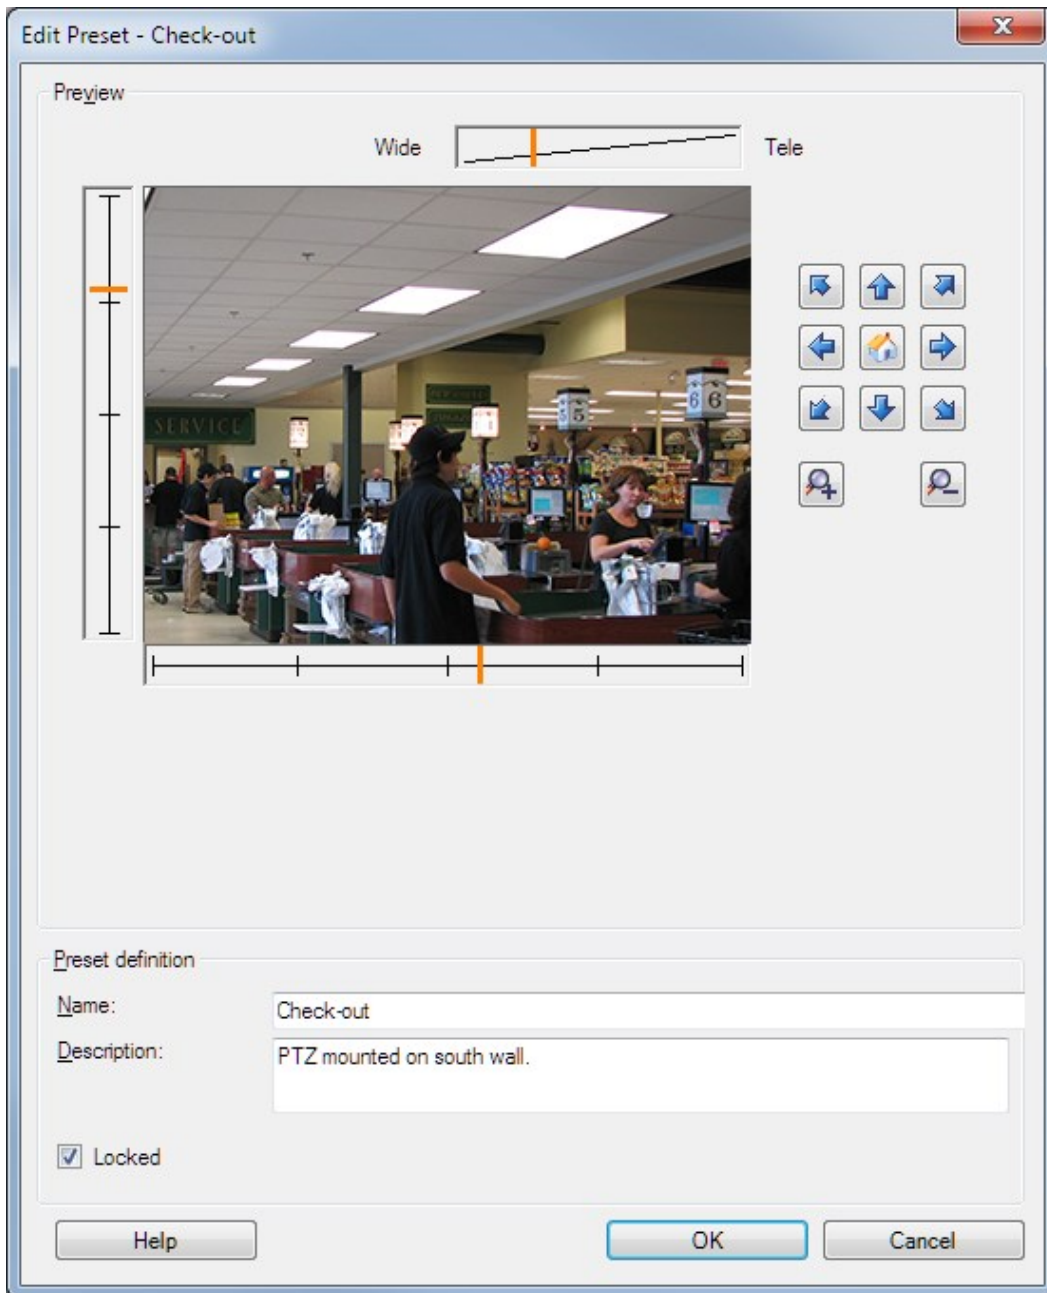 Edit Preset - Check-out
Preview
Wide
Tele
SERVICE
5 5
6 6
Preset definition
Name:
Check-out
Description:
PTZ mounted on south wall.
Locked
Help
OK
Cancel